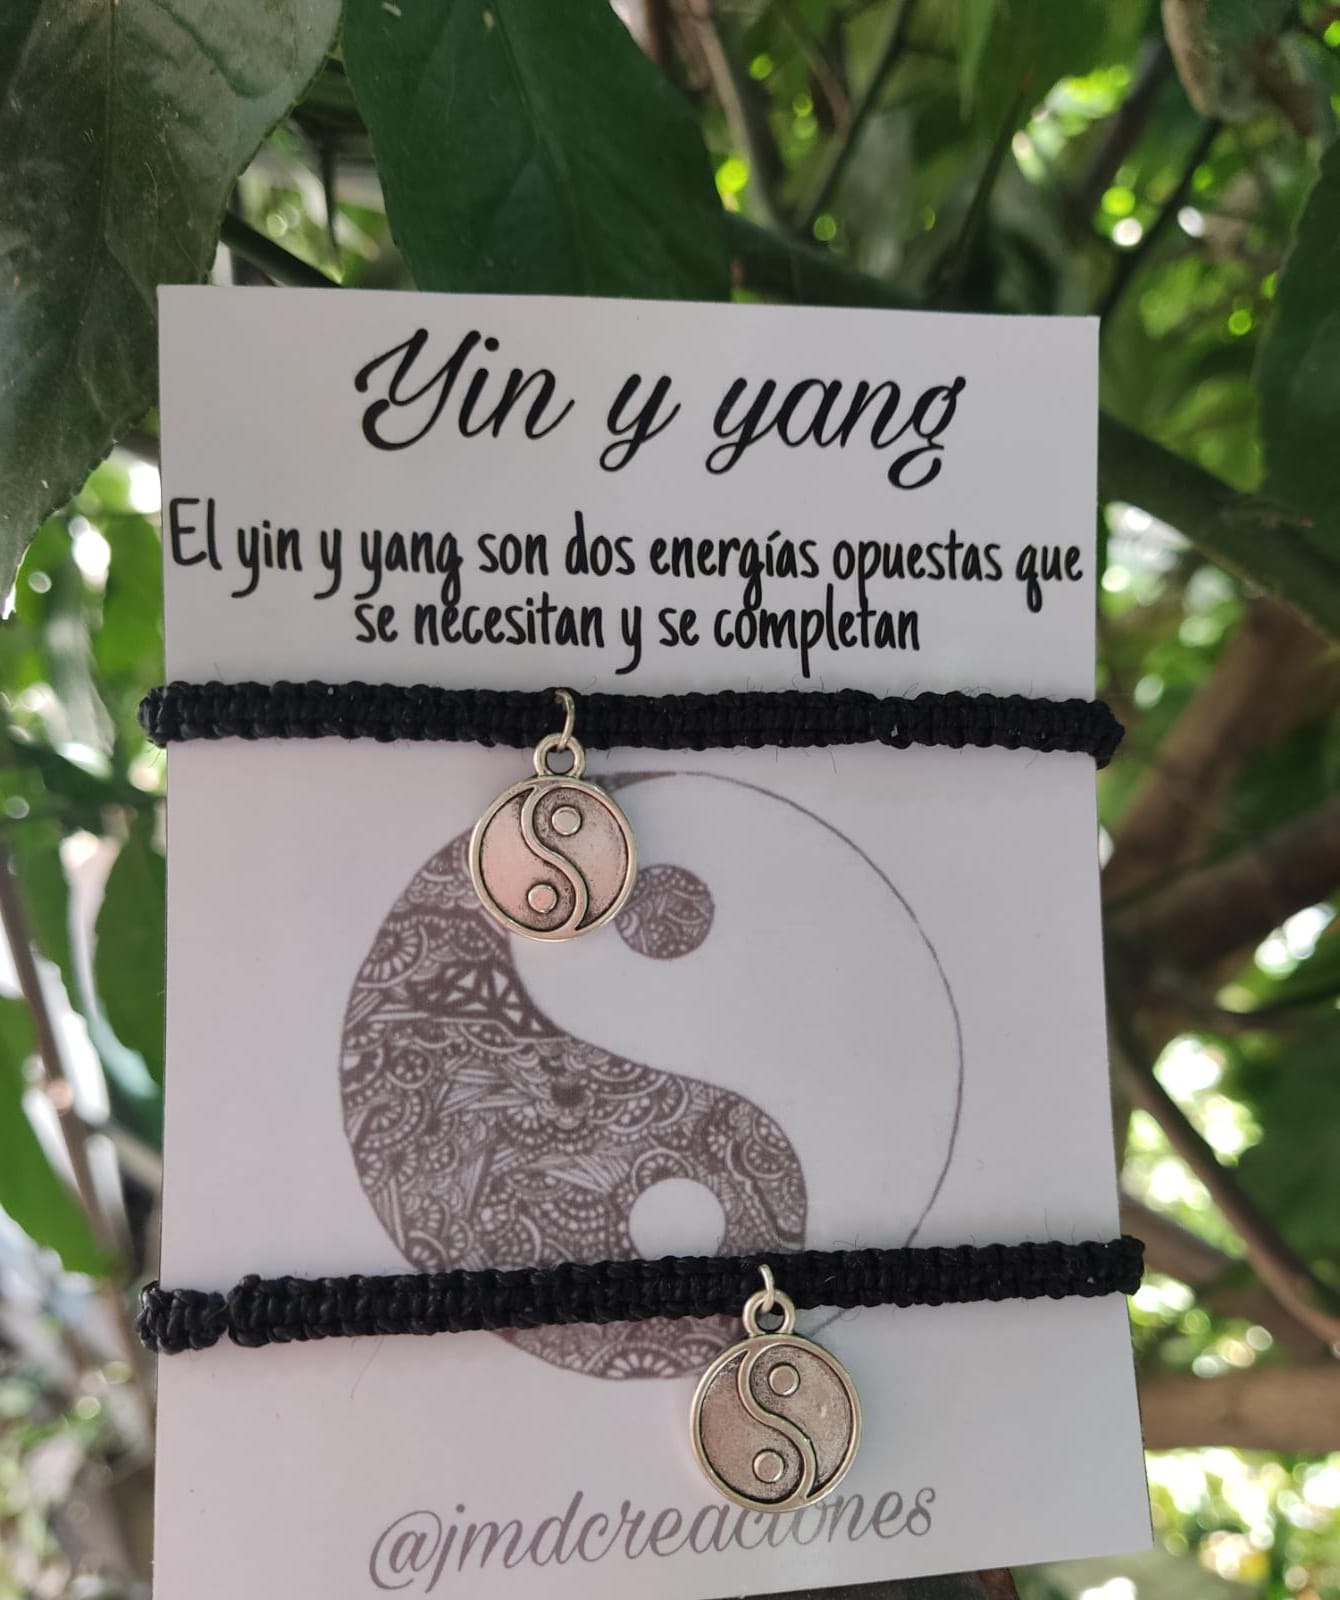 Yin y yang
El yin y yang son dos energías opuestas que
se necesitan y se completan
@jmdcreaciones